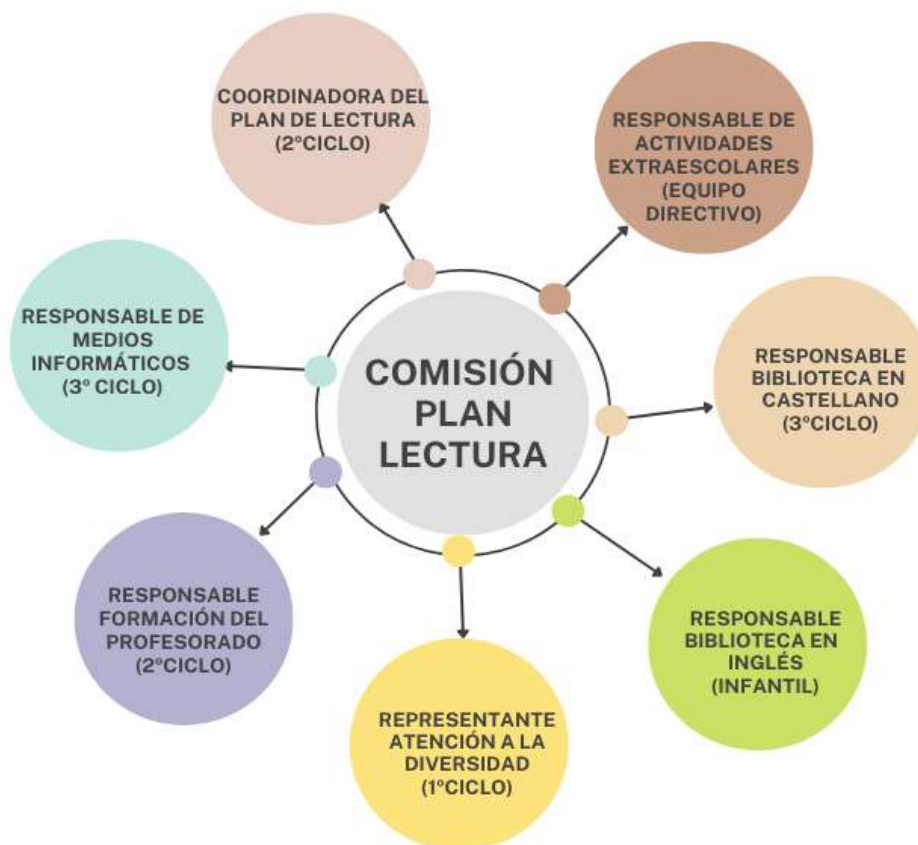 COORDINADORA DEL
PLAN DE LECTURA
(2ºCICLO)
RESPONSABLE DE
ACTIVIDADES
EXTRAESCOLARES
(EQUIPO
DIRECTIVO)
RESPONSABLE DE
MEDIOS
INFORMÁTICOS
(3º CICLO)
COMISIÓN
PLAN
LECTURA
RESPONSABLE
BIBLIOTECA EN
CASTELLANO
(3ºCICLO)
RESPONSABLE
FORMACIÓN DEL
PROFESORADO
(2ºCICLO)
RESPONSABLE
BIBLIOTECA EN
INGLÉS
(INFANTIL)
REPRESENTANTE
ATENCIÓN A LA
DIVERSIDAD
(1ºCICLO)